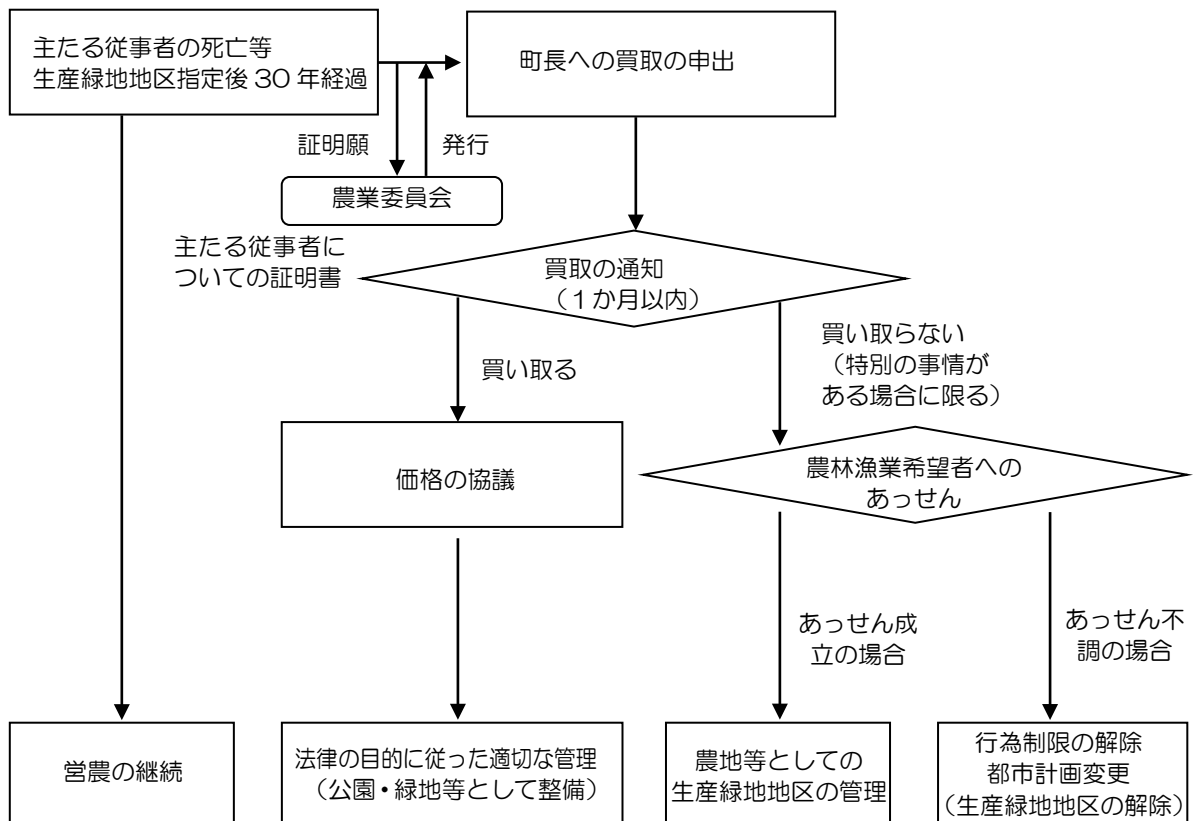 主たる従事者の死亡等
生産緑地地区指定後 30 年経過
町長への買取の申出
証明願
発行
農業委員会
主たる従事者に
ついての証明書
買取の通知
（１か月以内）
買い取る
買い取らない
（特別の事情が
ある場合に限る）
価格の協議
農林漁業希望者への
あっせん
あっせん成
立の場合
あっせん不
調の場合
営農の継続
法律の目的に従った適切な管理
（公園・緑地等として整備）
農地等としての
生産緑地地区の管理
行為制限の解除
都市計画変更
（生産緑地地区の解除）